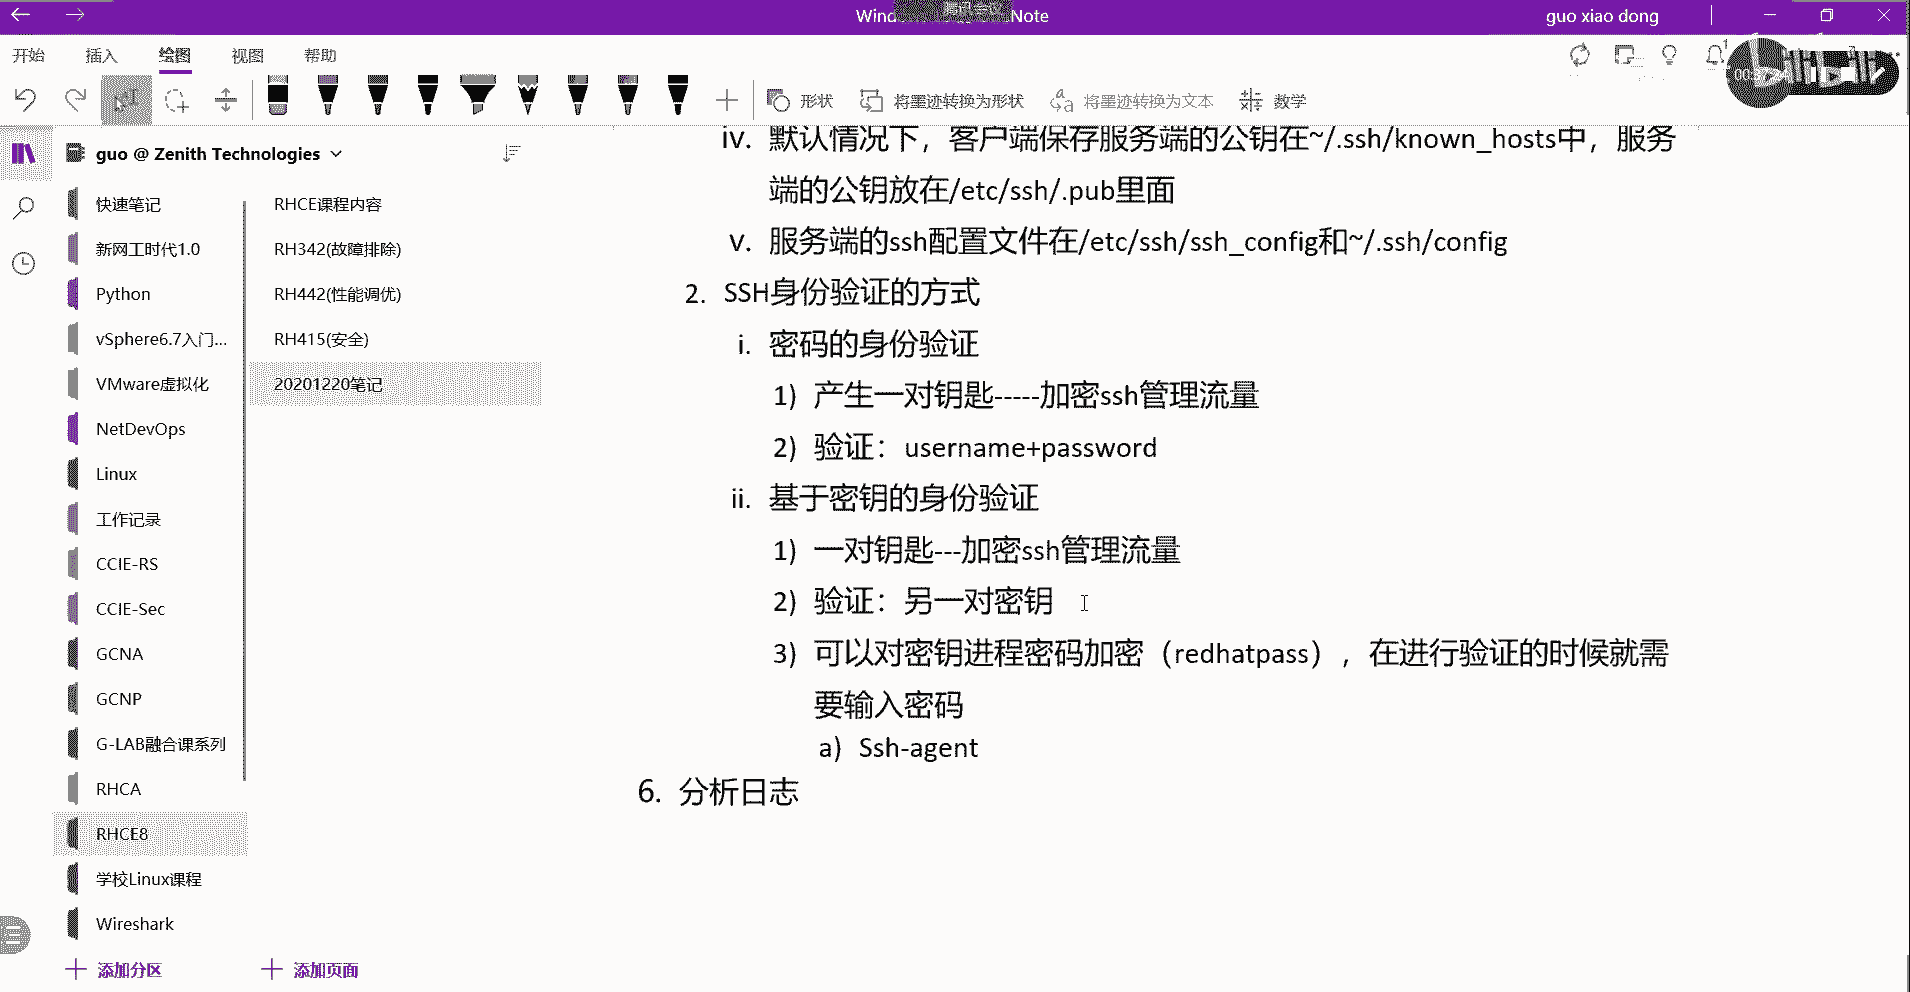 Note
guo xiao dong
开始 插入 绘图 视图 帮助
形状 将墨迹转换为形状 将墨迹转换为文本 数学
guo @ Zenith Technologies
快速笔记
新网工时代1.0
Python
vSphere6.7入门...
VMware虚拟化
NetDevOps
Linux
工作记录
CCIE-RS
CCIE-Sec
GCNA
GCNP
G-LAB融合课系列
RHCA
RHCE8
学校Linux课程
Wireshark
添加分区
RHCE课程内容
RH342(故障排除)
RH442(性能调优)
RH415(安全)
20201220笔记
添加页面
iv. 默认情况下，客户端保存服务端的公钥在~/.ssh/known_hosts中，服务
端的公钥放在/etc/ssh/.pub里面
v. 服务端的ssh配置文件在/etc/ssh/ssh_config和~/.ssh/config
2. SSH身份验证的方式
i. 密码的身份验证
1) 产生一对钥匙-----加密ssh管理流量
2) 验证：username+password
ii. 基于密钥的身份验证
1) 一对钥匙---加密ssh管理流量
2) 验证：另一对密钥
3) 可以对密钥进程密码加密（redhatpass），在进行验证的时候就需
要输入密码
a) Ssh-agent
6. 分析日志